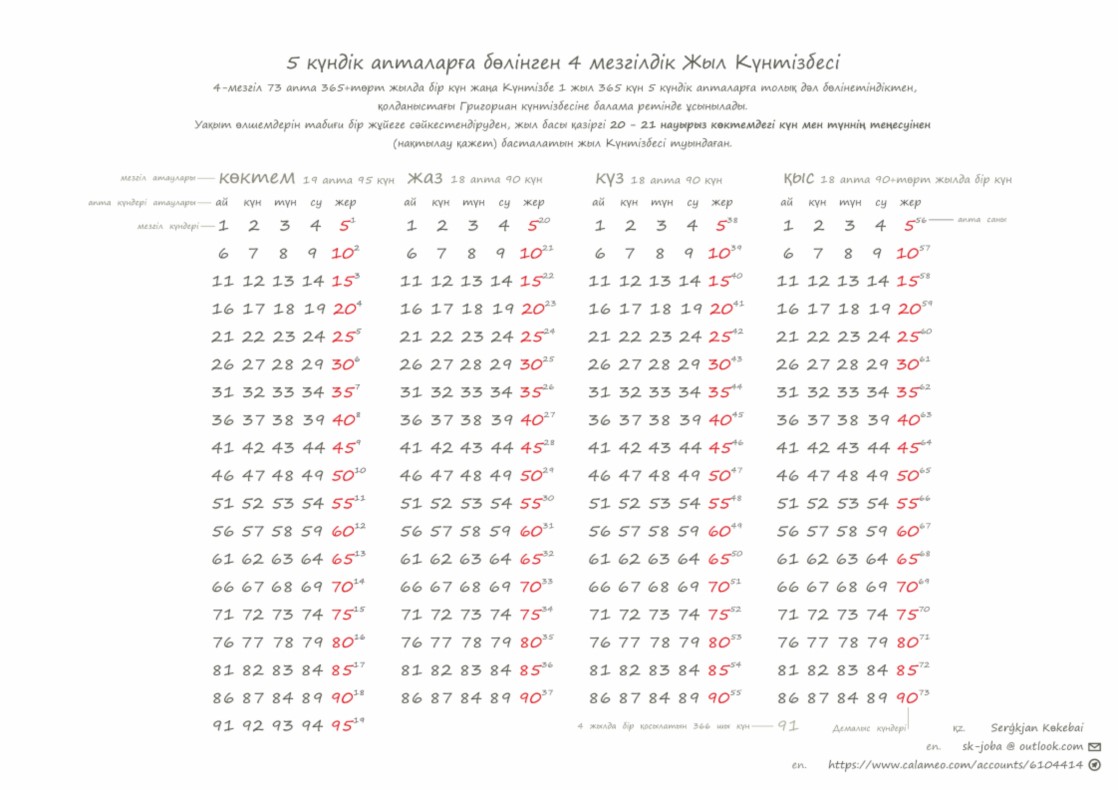 5 күндік апталарға бөлінген 4 мезгілдік Жыл Күнтізбесі
4-мезгіл 73 апта 365+төрт жылда бір күн жаңа Күнтізбе 1 жыл 365 күн 5 күндік апталарға толық дәл бөлінетіндіктен,
қолданыстағы Григориан күнтізбесіне балама ретінде ұсынылады.
Уақыт өлшемдерін табиғи бір жүйеге сәйкестендіруден, жыл басы қазіргі 20 - 21 наурыз көктемдегі күн мен түннің теңесуінен
(нақтылау қажет) басталатын жыл Күнтізбесі туындаған.
мезгіл атаулары көктем 19 апта 95 күн жаз 18 апта 90 күн күз 18 апта 90 күн қыс 18 апта 90+төрт жылда бір күн
апта күндері атаулары ай күн түн су жер ай күн түн су жер ай күн түн су жер ай күн түн су жер
мезгіл күндері 1 2 3 4 5 1 1 2 3 4 5 20 1 2 3 4 5 38 1 2 3 4 5 56 апта саны
6 7 8 9 10 2 6 7 8 9 10 21 6 7 8 9 10 39 6 7 8 9 10 57
11 12 13 14 15 3 11 12 13 14 15 22 11 12 13 14 15 40 11 12 13 14 15 58
16 17 18 19 20 4 16 17 18 19 20 23 16 17 18 19 20 41 16 17 18 19 20 59
21 22 23 24 25 5 21 22 23 24 25 24 21 22 23 24 25 42 21 22 23 24 25 60
26 27 28 29 30 6 26 27 28 29 30 25 26 27 28 29 30 43 26 27 28 29 30 61
31 32 33 34 35 7 31 32 33 34 35 26 31 32 33 34 35 44 31 32 33 34 35 62
36 37 38 39 40 8 36 37 38 39 40 27 36 37 38 39 40 45 36 37 38 39 40 63
41 42 43 44 45 9 41 42 43 44 45 28 41 42 43 44 45 46 41 42 43 44 45 64
46 47 48 49 50 10 46 47 48 49 50 29 46 47 48 49 50 47 46 47 48 49 50 65
51 52 53 54 55 11 51 52 53 54 55 30 51 52 53 54 55 48 51 52 53 54 55 66
56 57 58 59 60 12 56 57 58 59 60 31 56 57 58 59 60 49 56 57 58 59 60 67
61 62 63 64 65 13 61 62 63 64 65 32 61 62 63 64 65 50 61 62 63 64 65 68
66 67 68 69 70 14 66 67 68 69 70 33 66 67 68 69 70 51 66 67 68 69 70 69
71 72 73 74 75 15 71 72 73 74 75 34 71 72 73 74 75 52 71 72 73 74 75 70
76 77 78 79 80 16 76 77 78 79 80 35 76 77 78 79 80 53 76 77 78 79 80 71
81 82 83 84 85 17 81 82 83 84 85 36 81 82 83 84 85 54 81 82 83 84 85 72
86 87 84 89 90 18 86 87 84 89 90 37 86 87 84 89 90 55 86 87 84 89 90 73
91 92 93 94 95 19 4 жылда бір қосылатын 366 шы күн 91 Демалыс күндері қз Serǵkjan Көkebai
en. sk-joba @ outlook.com
en. https://www.calameo.com/accounts/6104414